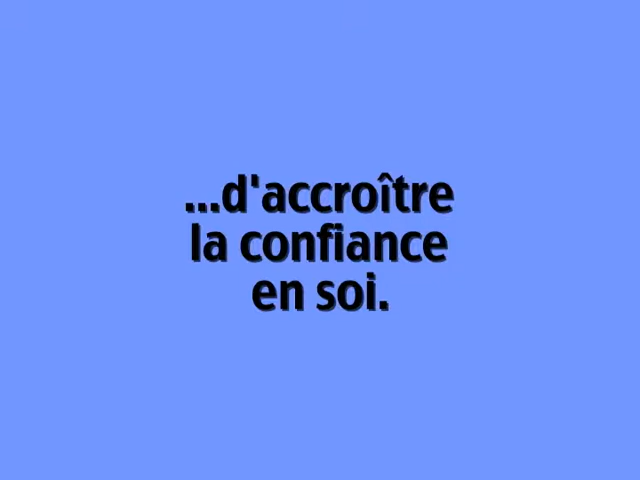 ...d'accroître
la confiance
en soi.